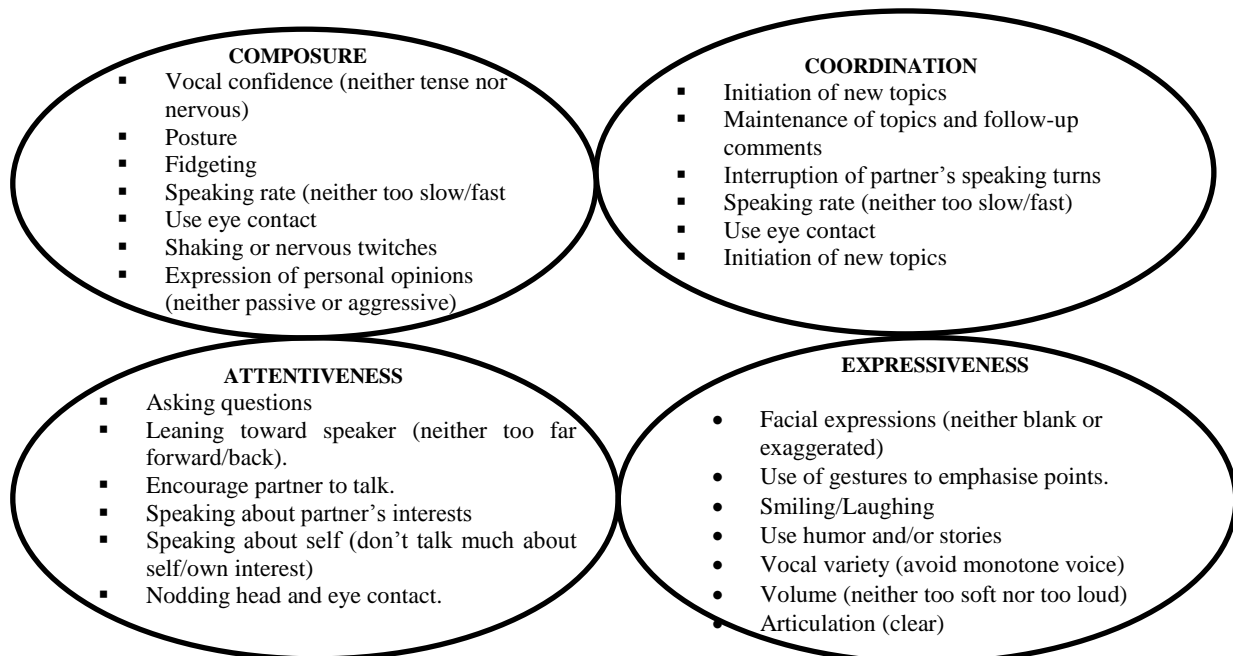 COMPOSURE
▪ Vocal confidence (neither tense nor
nervous)
▪ Posture
▪ Fidgeting
▪ Speaking rate (neither too slow/fast
▪ Use eye contact
▪ Shaking or nervous twitches
▪ Expression of personal opinions
(neither passive or aggressive)
COORDINATION
▪ Initiation of new topics
▪ Maintenance of topics and follow-up
comments
▪ Interruption of partner’s speaking turns
▪ Speaking rate (neither too slow/fast)
▪ Use eye contact
▪ Initiation of new topics
ATTENTIVENESS
▪ Asking questions
▪ Leaning toward speaker (neither too far
forward/back).
▪ Encourage partner to talk.
▪ Speaking about partner’s interests
▪ Speaking about self (don’t talk much about
self/own interest)
▪ Nodding head and eye contact.
EXPRESSIVENESS
• Facial expressions (neither blank or
exaggerated)
• Use of gestures to emphasise points.
• Smiling/Laughing
• Use humor and/or stories
• Vocal variety (avoid monotone voice)
• Volume (neither too soft nor too loud)
• Articulation (clear)